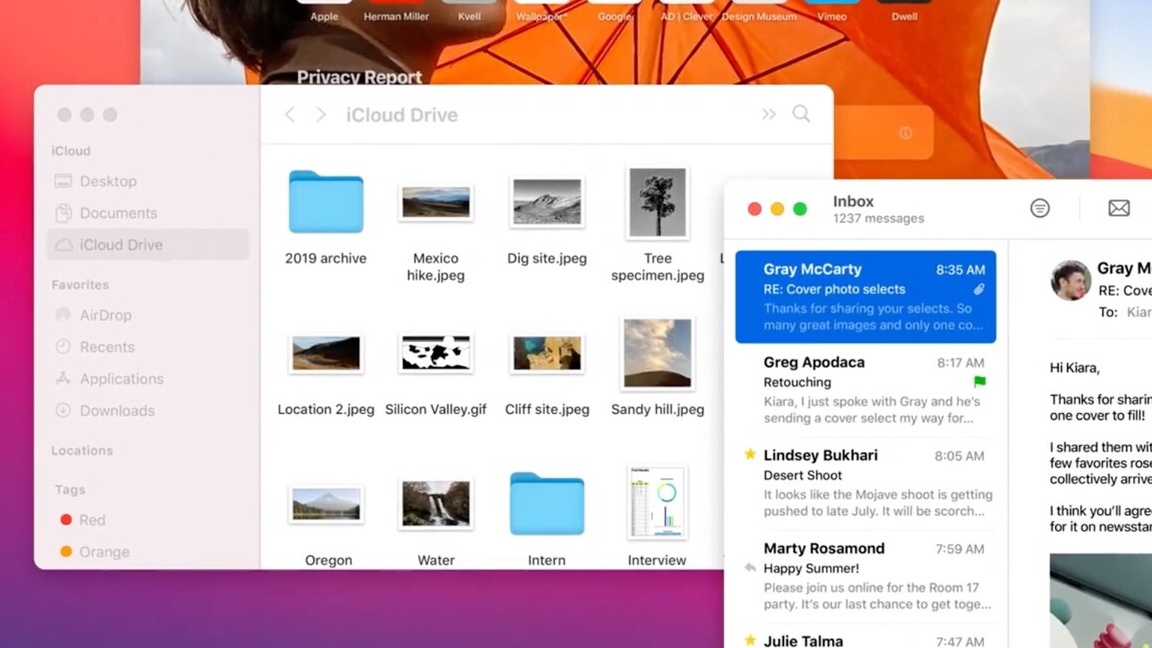 Apple Herman Miller Kvell Wallpaper* Google AD | Clever Design Museum Vimeo Dwell
Privacy Report
iCloud Drive
iCloud
Desktop
Documents
iCloud Drive
Favorites
AirDrop
Recents
Applications
Downloads
Locations
Tags
Red
Orange
2019 archive
Mexico
hike.jpeg
Dig site.jpeg
Tree
specimen.jpeg
Location 2.jpeg
Silicon Valley.gif
Cliff site.jpeg
Sandy hill.jpeg
Oregon
Water
Intern
Interview
Inbox
1237 messages
Gray McCarty 8:35 AM
RE: Cover photo selects
Thanks for sharing your selects. So
many great images and only one co...
Greg Apodaca 8:17 AM
Retouching
Kiara, I just spoke with Gray and he's
sending a cover select my way for...
Lindsey Bukhari 8:05 AM
Desert Shoot
It looks like the Mojave shoot is getting
pushed to late July. It will be scorch...
Marty Rosamond 7:59 AM
Happy Summer!
Please join us online for the Room 17
party. It's our last chance to get toge...
Julie Talma 7:47 AM
Gray M
RE: Cove
To: Kiar
Hi Kiara,
Thanks for sharin
one cover to fill!
I shared them wit
few favorites rose
collectively arrive
I think you'll agre
for it on newsstan